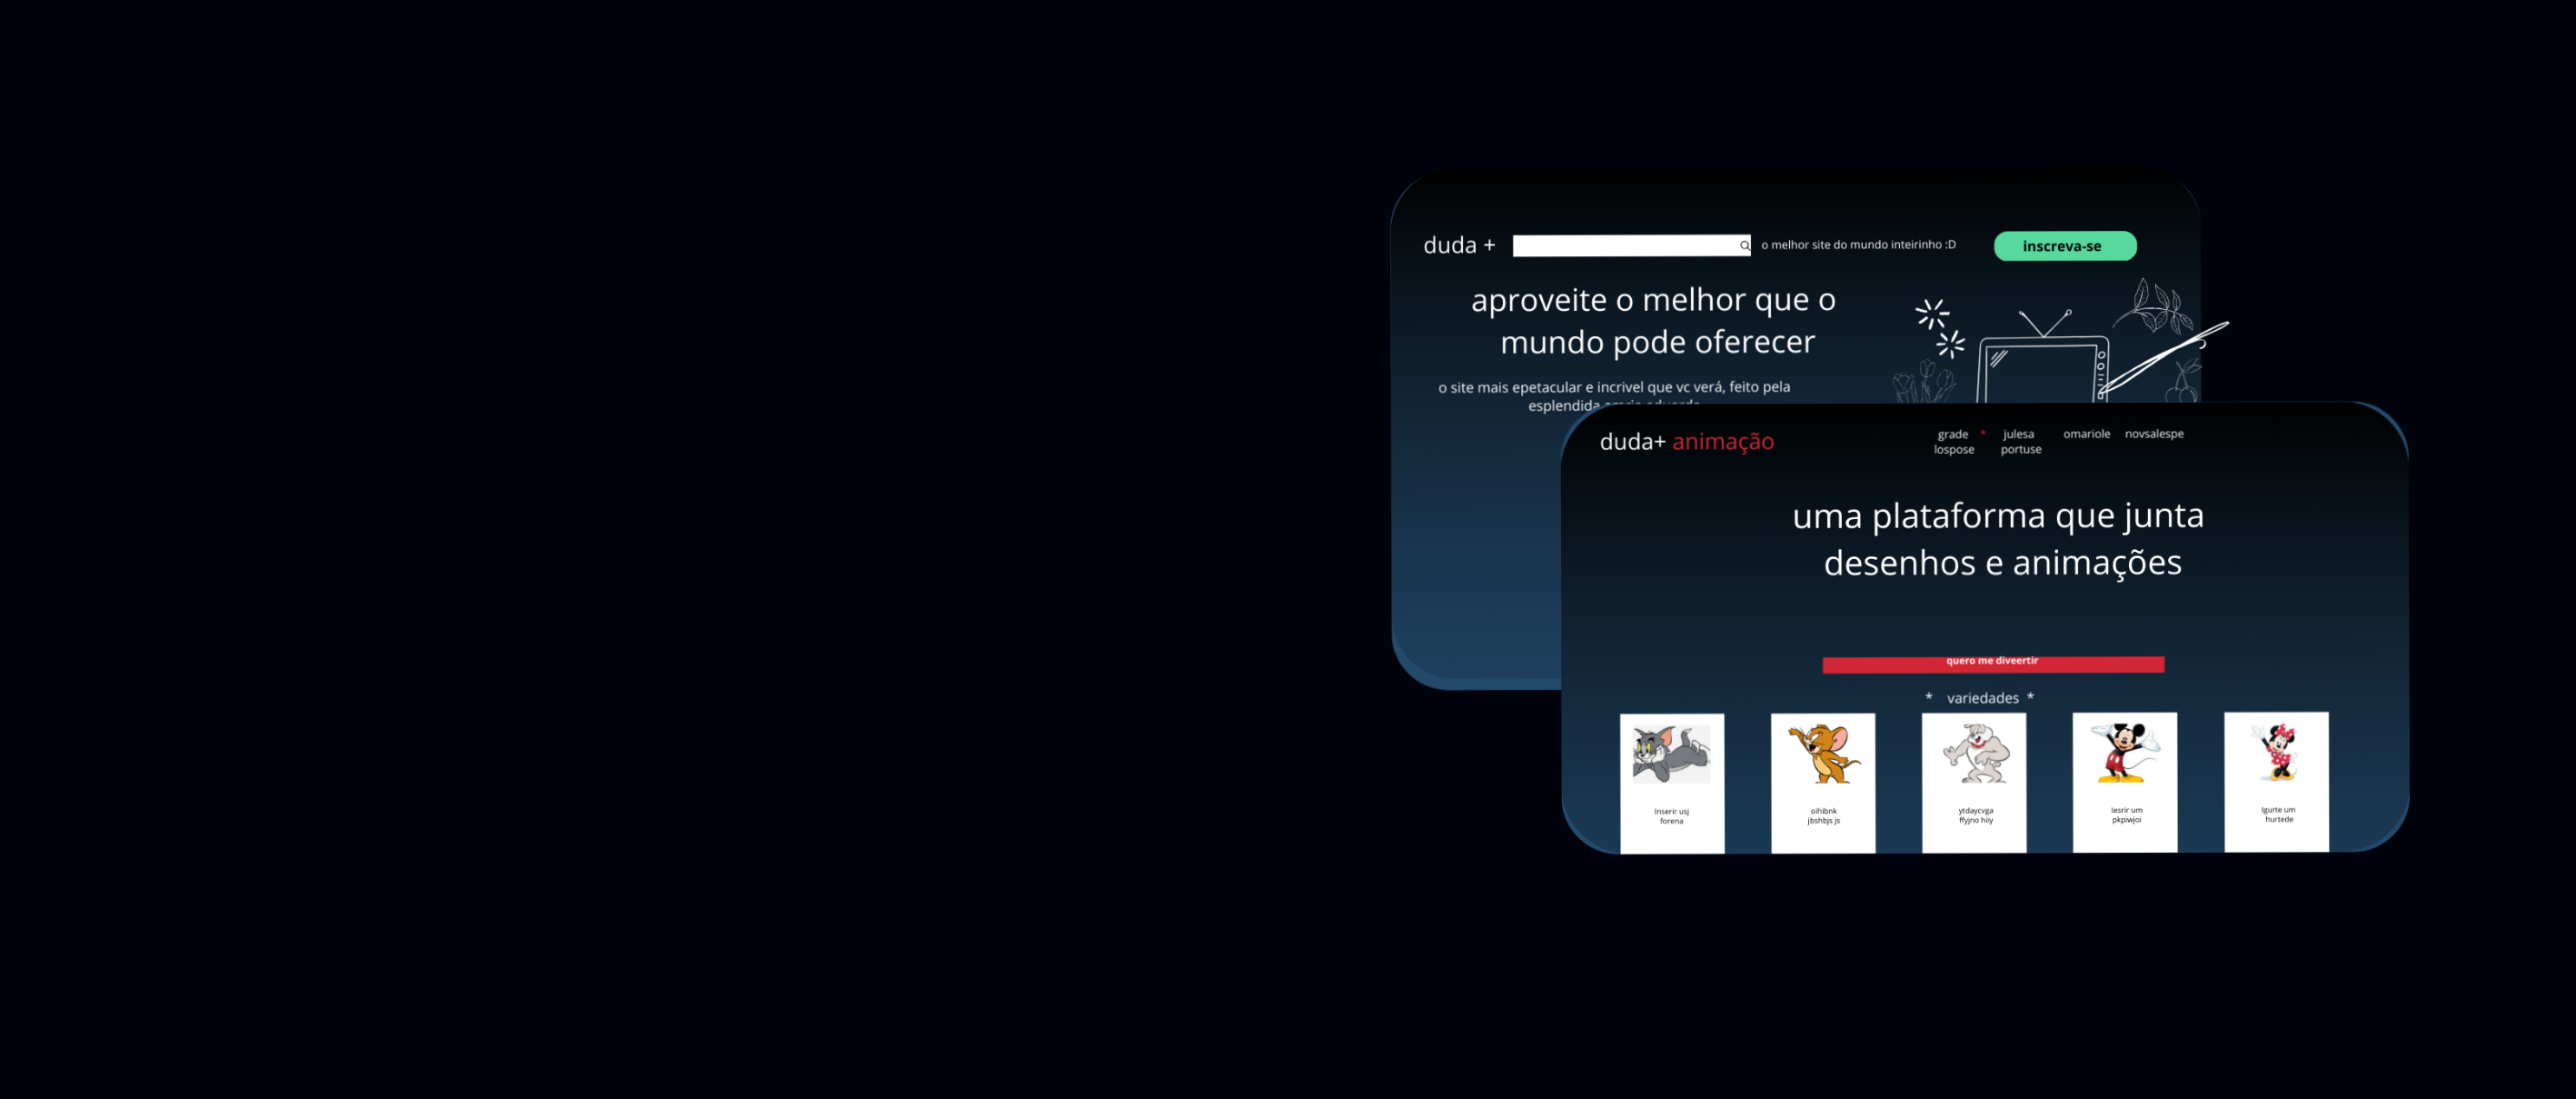 duda +
o melhor site do mundo inteirinho :D
inscreva-se
aproveite o melhor que o
mundo pode oferecer
o site mais epetacular e incrivel que vc verá, feito pela
esplendida
duda+ animação
grade * julesa omariole novsalespe
lospose portuse
uma plataforma que junta
desenhos e animações
quero me diveertir
* variedades *
Inserir usj
forena
oihibnk
jbshbjs js
ytdaycvga
ffyjno hiiy
lesrir um
pkpiwjoi
Igurte um
hurtede